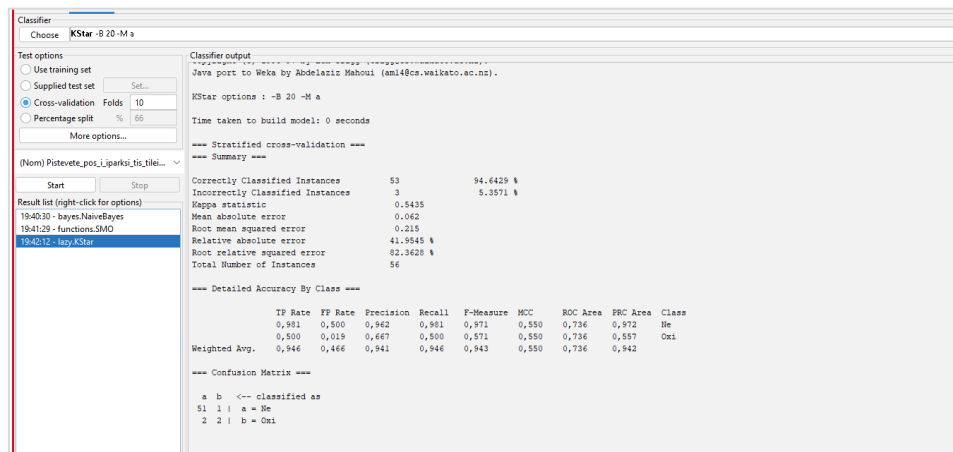 Classifier
Choose KStar -B 20 -M a
Test options
Use training set
Supplied test set Set...
Cross-validation Folds 10
Percentage split % 66
More options...
(Nom) Pistevete_pos_i_iparksi_tis_tilei...
Start Stop
Result list (right-click for options)
19:40:30 - bayes.NaiveBayes
19:41:29 - functions.SMO
19:42:12 - lazy.KStar
Classifier output
Java port to Weka by Abdelaziz Mahoui (aml4@cs.waikato.ac.nz).
KStar options : -B 20 -M a
Time taken to build model: 0 seconds
=== Stratified cross-validation ===
=== Summary ===
Correctly Classified Instances 53 94.6429 %
Incorrectly Classified Instances 3 5.3571 %
Kappa statistic 0.5435
Mean absolute error 0.062
Root mean squared error 0.215
Relative absolute error 41.9545 %
Root relative squared error 82.3628 %
Total Number of Instances 56
=== Detailed Accuracy By Class ===
TP Rate FP Rate Precision Recall F-Measure MCC ROC Area PRC Area Class
0,981 0,500 0,962 0,981 0,971 0,550 0,736 0,972 Ne
0,500 0,019 0,667 0,500 0,571 0,550 0,736 0,557 Oxi
Weighted Avg. 0,946 0,466 0,941 0,946 0,943 0,550 0,736 0,942
=== Confusion Matrix ===
a b <-- classified as
51 1 | a = Ne
2 2 | b = Oxi